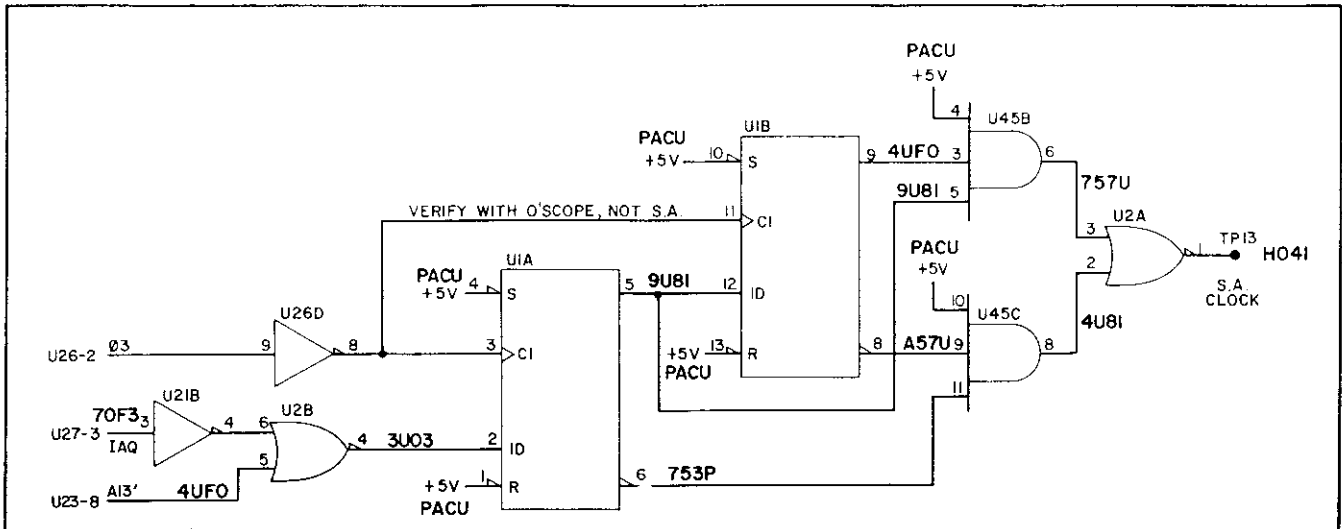 PACU
+5V
4
U45B
U1B
PACU
+5V
10
S
9
4UF0
3
6
9U81
5
757U
VERIFY WITH O'SCOPE, NOT S.A.
11
C1
U2A
U1A
PACU
+5V
3
TP13
1
H041
2
S.A.
CLOCK
PACU
+5V
4
S
5
9U81
12
ID
10
U45C
4U81
U26D
U26-2
Ø3
9
8
3
C1
+5V
PACU
13
R
8
A57U
9
8
11
U21B
U2B
U27-3
70F3
3
IAQ
4
6
4
3U03
2
ID
5
U23-8
A13'
4UF0
+5V
PACU
1
R
6
753P